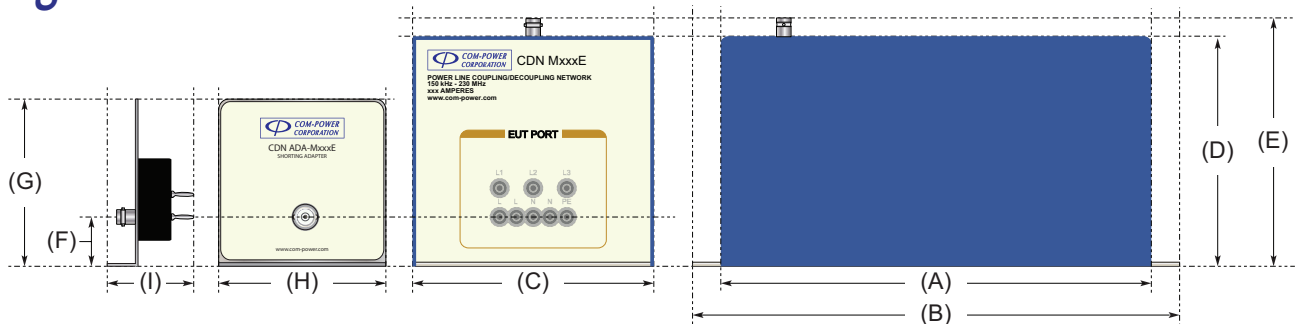 g
COM-POWER
CORPORATION
CDN MxxxE
POWER LINE COUPLING/DECOUPLING NETWORK
150 kHz - 230 MHz
xxx AMPERES
www.com-power.com
EUT PORT
L1 L2 L3
L L N N PE
COM-POWER
CORPORATION
CDN ADA-MxxxE
SHORTING ADAPTER
www.com-power.com
(G)
(F)
(I)
(H)
(C)
(A)
(B)
(D)
(E)